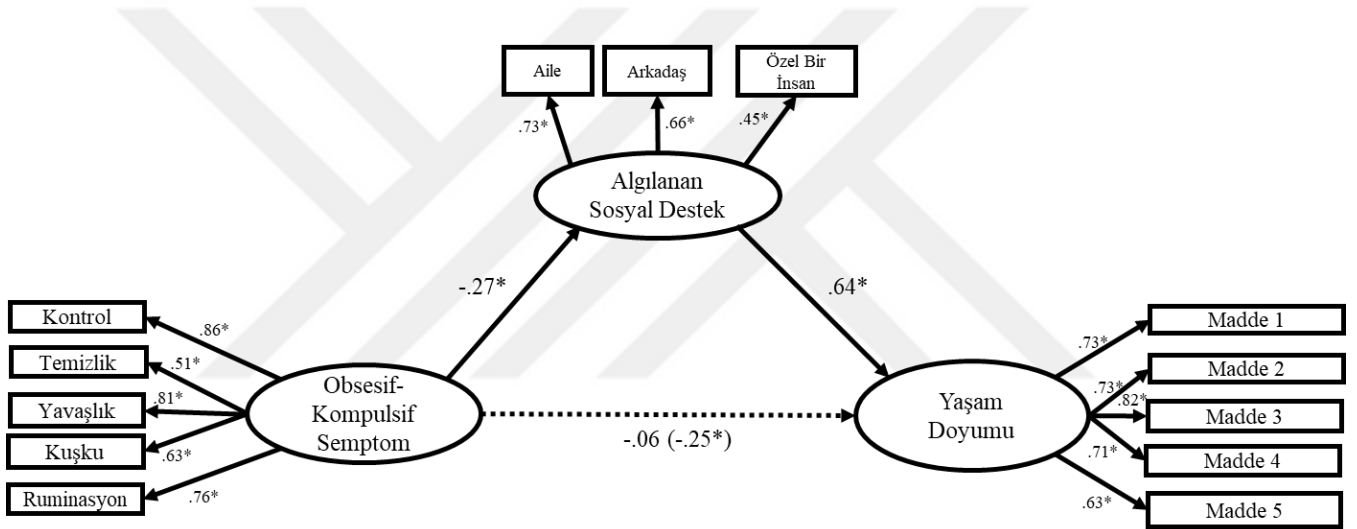 Aile
Arkadaş
Özel Bir
İnsan
.73*
.66*
.45*
Algılanan
Sosyal Destek
-.27*
.64*
Kontrol
.86*
Temizlik
.51*
Yavaşlık
.81*
Kuşku
.63*
Ruminasyon
.76*
Obsesif-
Kompulsif
Semptom
-.06 (-.25*)
Yaşam
Doyumu
.73*
Madde 1
.73*
Madde 2
.82*
Madde 3
.71*
Madde 4
.63*
Madde 5